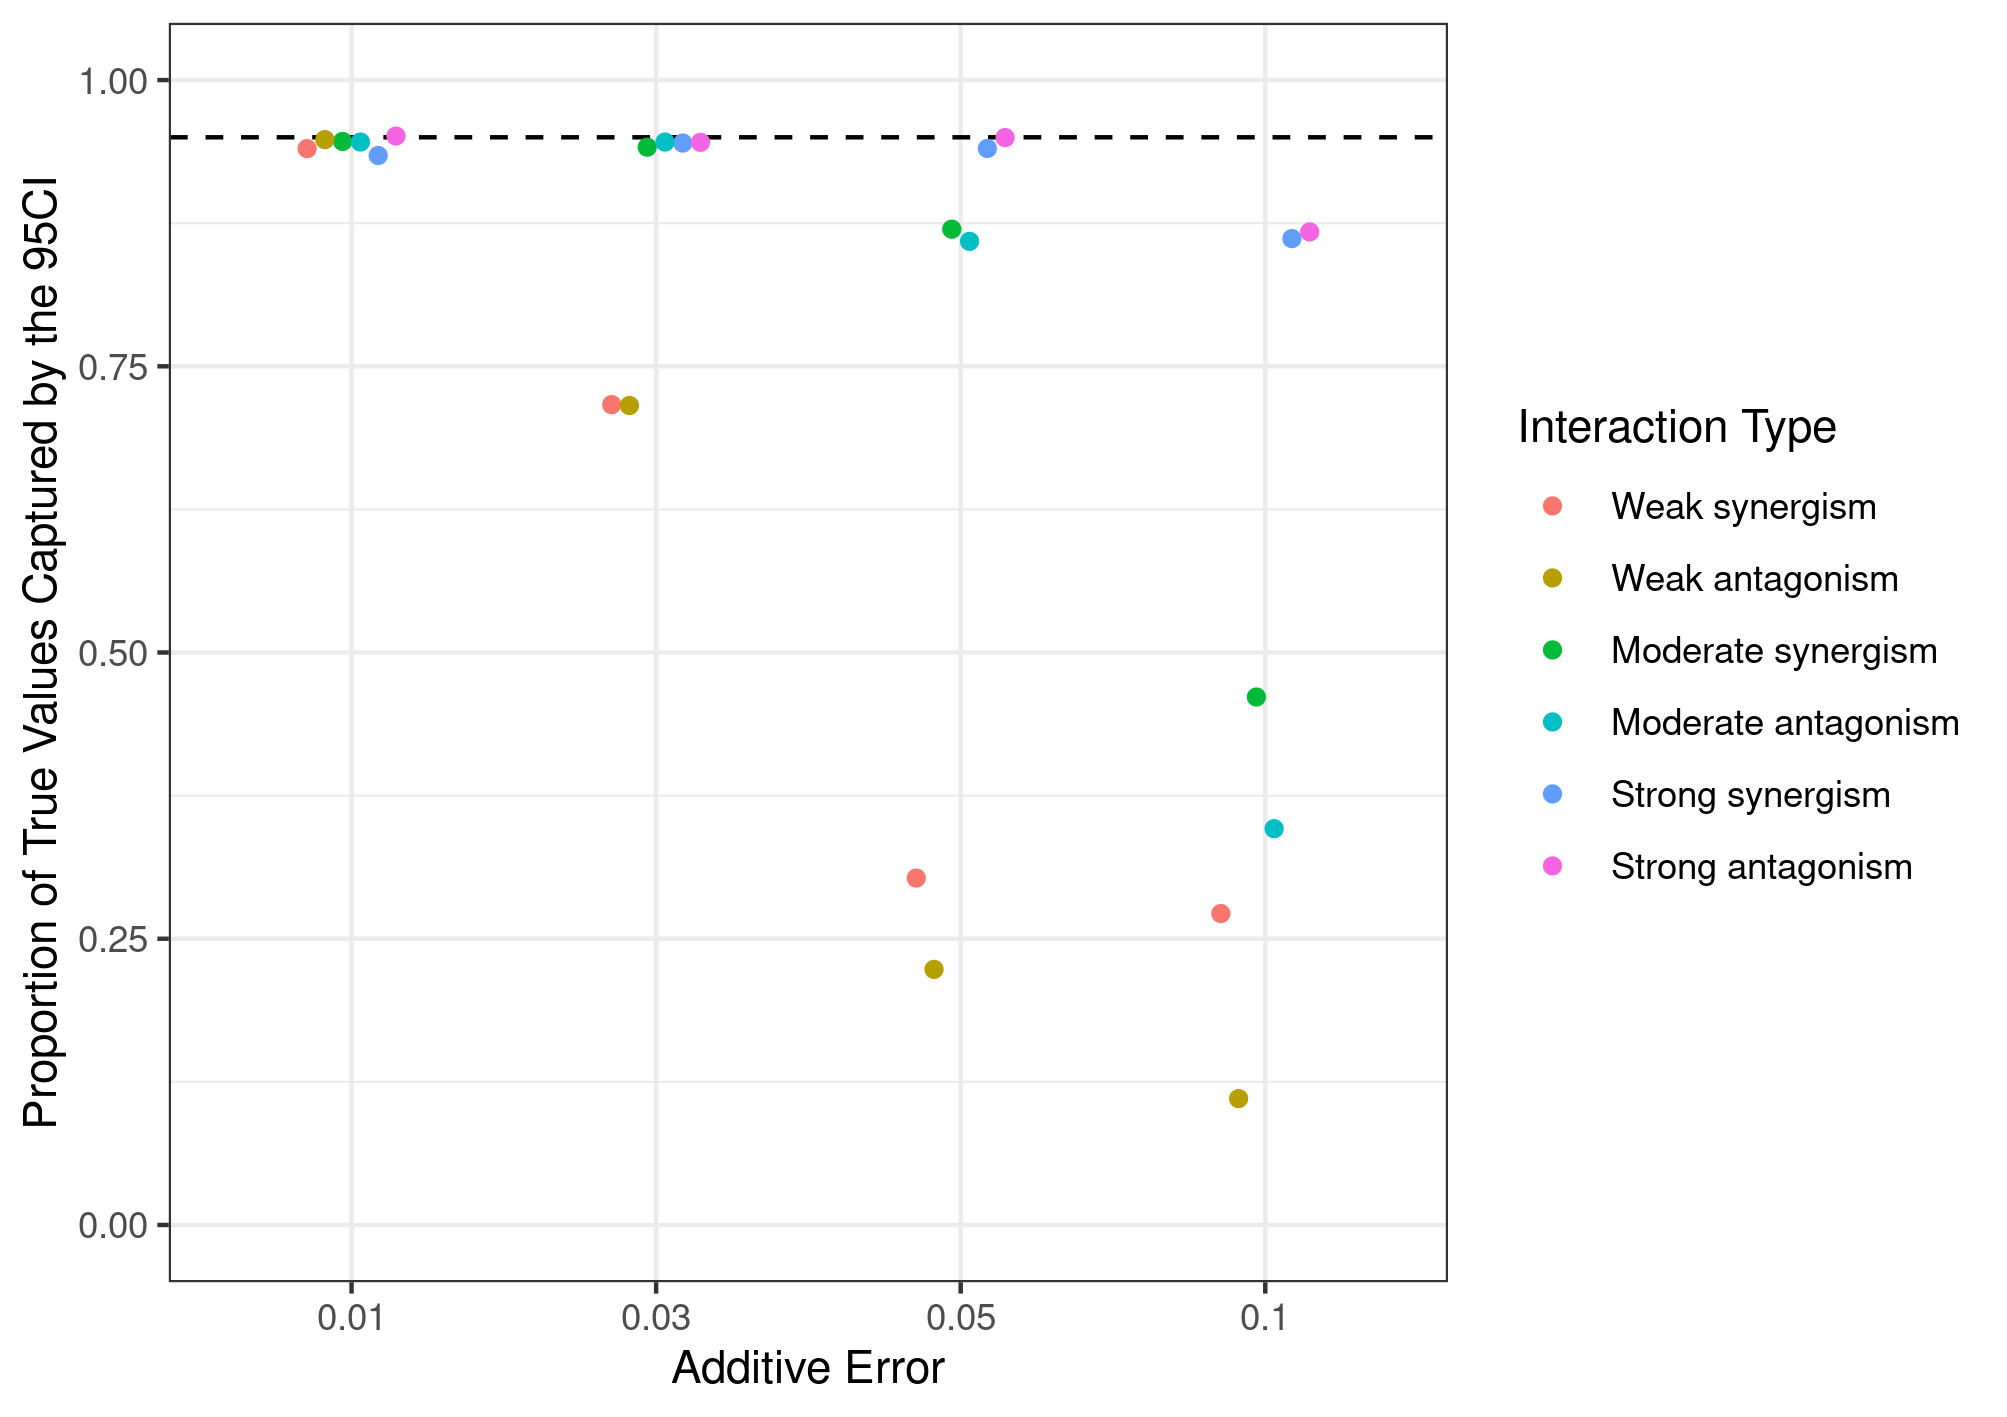 Proportion of True Values Captured by the 95CI
1.00
0.75
0.50
0.25
0.00
0.01
0.03
0.05
0.1
Additive Error
Interaction Type
Weak synergism
Weak antagonism
Moderate synergism
Moderate antagonism
Strong synergism
Strong antagonism